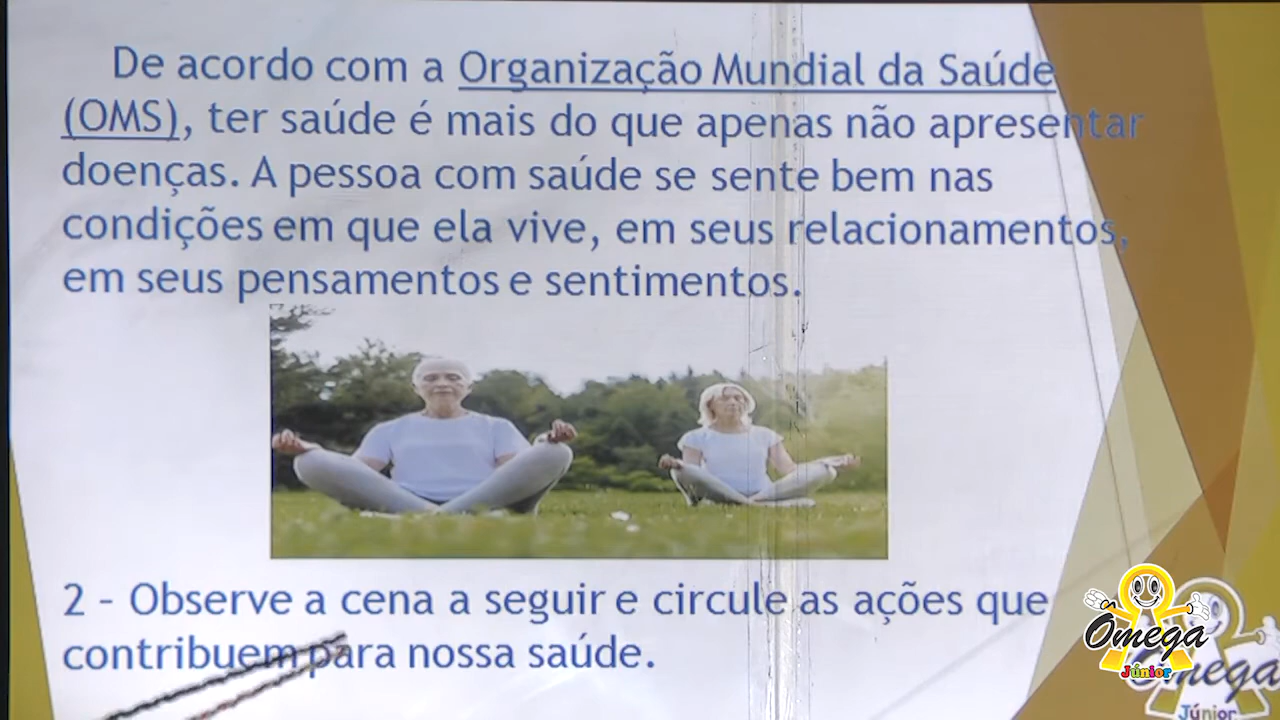 De acordo com a Organização Mundial da Saúde
(OMS), ter saúde é mais do que apenas não apresentar
doenças. A pessoa com saúde se sente bem nas
condições em que ela vive, em seus relacionamentos,
em seus pensamentos e sentimentos.
2 - Observe a cena a seguir e circule as ações que
contribuem para nossa saúde.
Ômega
Júnior
Ômega
Júnior